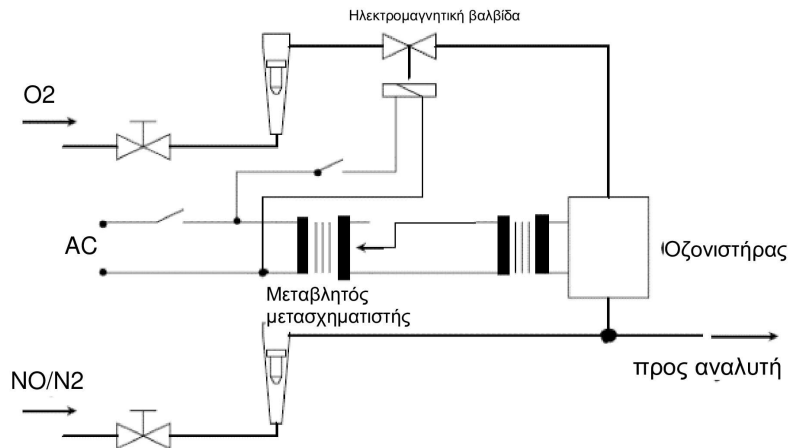 Ηλεκτρομαγνητική βαλβίδα
O2
AC
Οζονιστήρας
Μεταβλητός
μετασχηματιστής
προς αναλυτή
NO/N2